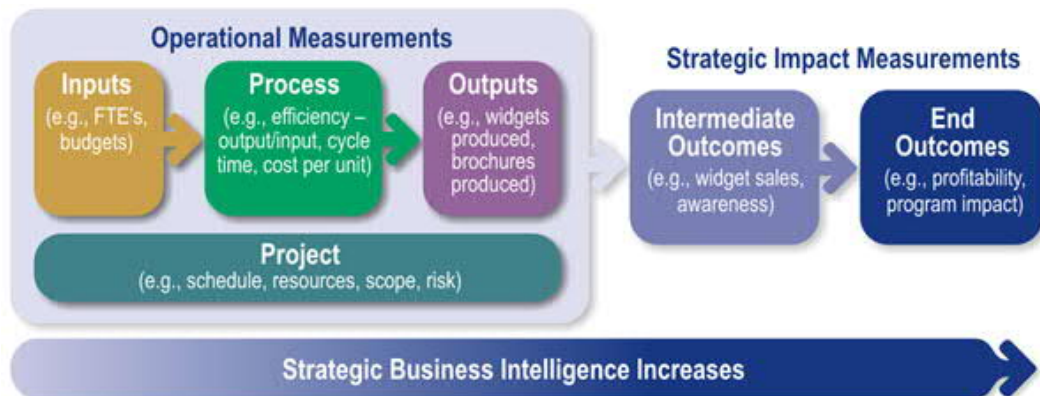 Operational Measurements
Inputs
(e.g., FTE's,
budgets)
Process
(e.g., efficiency –
output/input, cycle
time, cost per unit)
Outputs
(e.g., widgets
produced,
brochures
produced)
Project
(e.g., schedule, resources, scope, risk)
Strategic Impact Measurements
Intermediate
Outcomes
(e.g., widget sales,
awareness)
End
Outcomes
(e.g., profitability,
program impact)
Strategic Business Intelligence Increases